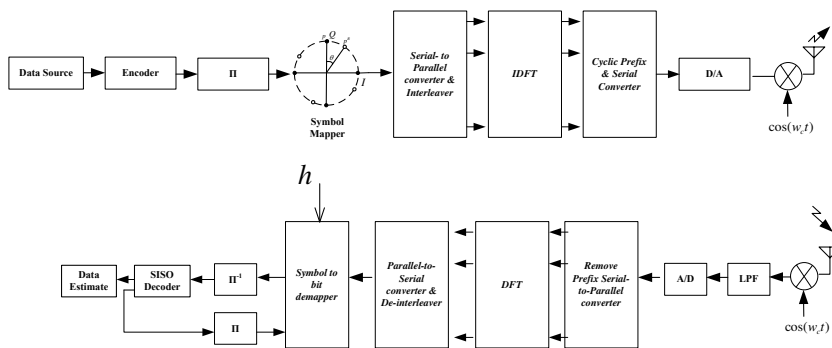 Data Source
Encoder
Π
P Q
P^θ
θ
I
Symbol
Mapper
Serial- to
Parallel
converter &
Interleaver
IDFT
Cyclic Prefix
& Serial
Converter
D/A
cos(w_c t)
h
Data
Estimate
SISO
Decoder
Π⁻¹
Π
Symbol to
bit
demapper
Parallel-to-
Serial
converter &
De-interleaver
DFT
Remove
Prefix Serial-
to-Parallel
converter
A/D
LPF
cos(w_c t)